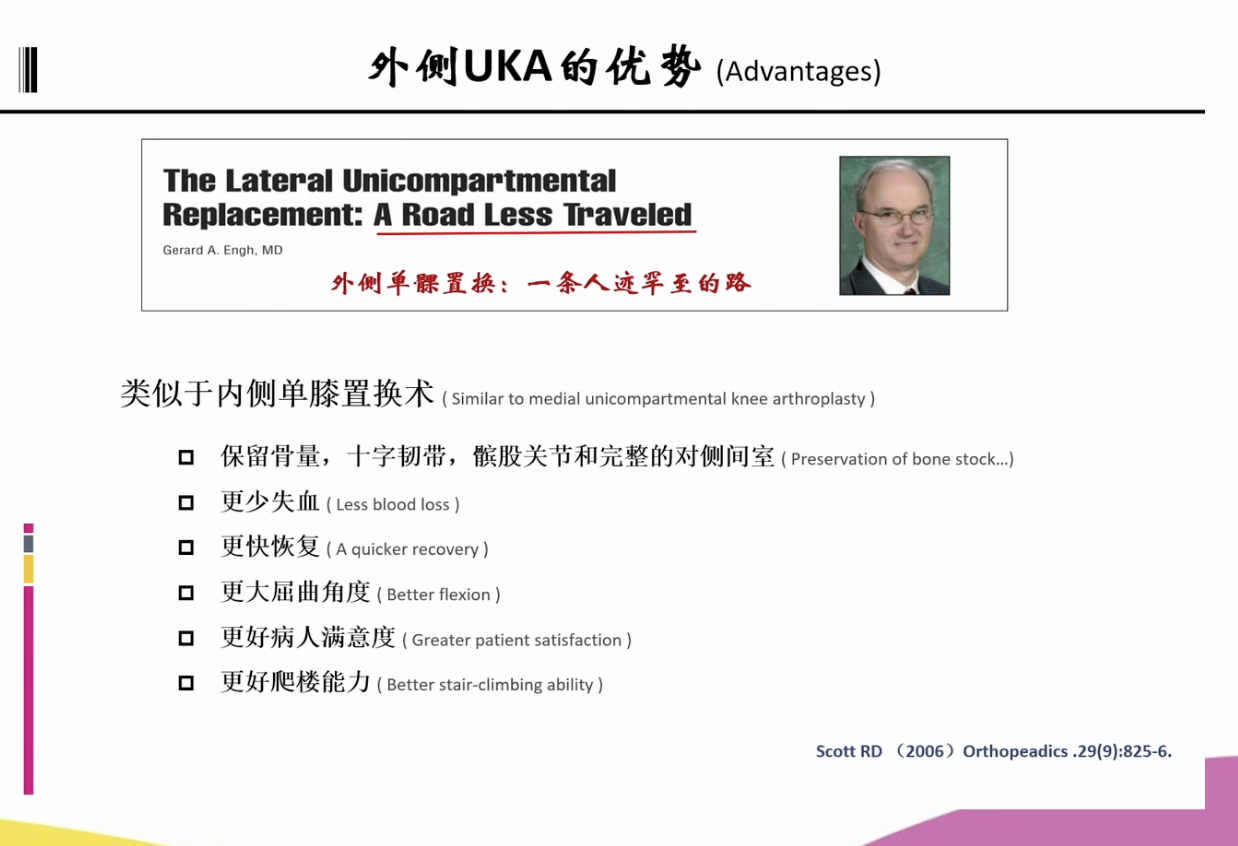 外侧UKA的优势 (Advantages)
The Lateral Unicompartmental
Replacement: A Road Less Traveled
Gerard A. Engh, MD
外侧单髁置换：一条人迹罕至的路
类似于内侧单膝置换术 ( Similar to medial unicompartmental knee arthroplasty )
保留骨量，十字韧带，髌股关节和完整的对侧间室 ( Preservation of bone stock...)
更少失血 ( Less blood loss )
更快恢复 ( A quicker recovery )
更大屈曲角度 ( Better flexion )
更好病人满意度 ( Greater patient satisfaction )
更好爬楼能力 ( Better stair-climbing ability )
Scott RD （2006）Orthopeadics .29(9):825-6.